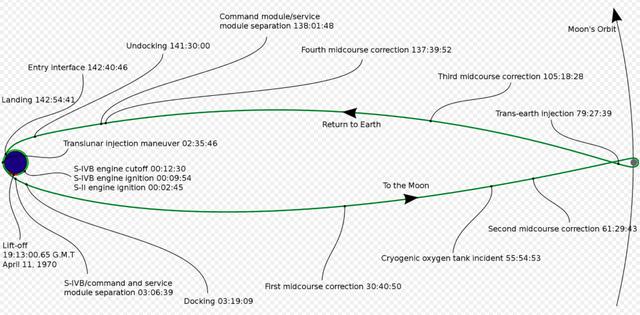 Command module/service
module separation 138:01:48
Moon's Orbit
Undocking 141:30:00
Fourth midcourse correction 137:39:52
Entry interface 142:40:46
Third midcourse correction 105:18:28
Landing 142:54:41
Trans-earth injection 79:27:39
Return to Earth
Translunar injection maneuver 02:35:46
S-IVB engine cutoff 00:12:30
S-IVB engine ignition 00:09:54
S-II engine ignition 00:02:45
To the Moon
Second midcourse correction 61:29:43
Lift-off
19:13:00.65 G.M.T
April 11, 1970
Cryogenic oxygen tank incident 55:54:53
S-IVB/command and service
module separation 03:06:39
First midcourse correction 30:40:50
Docking 03:19:09